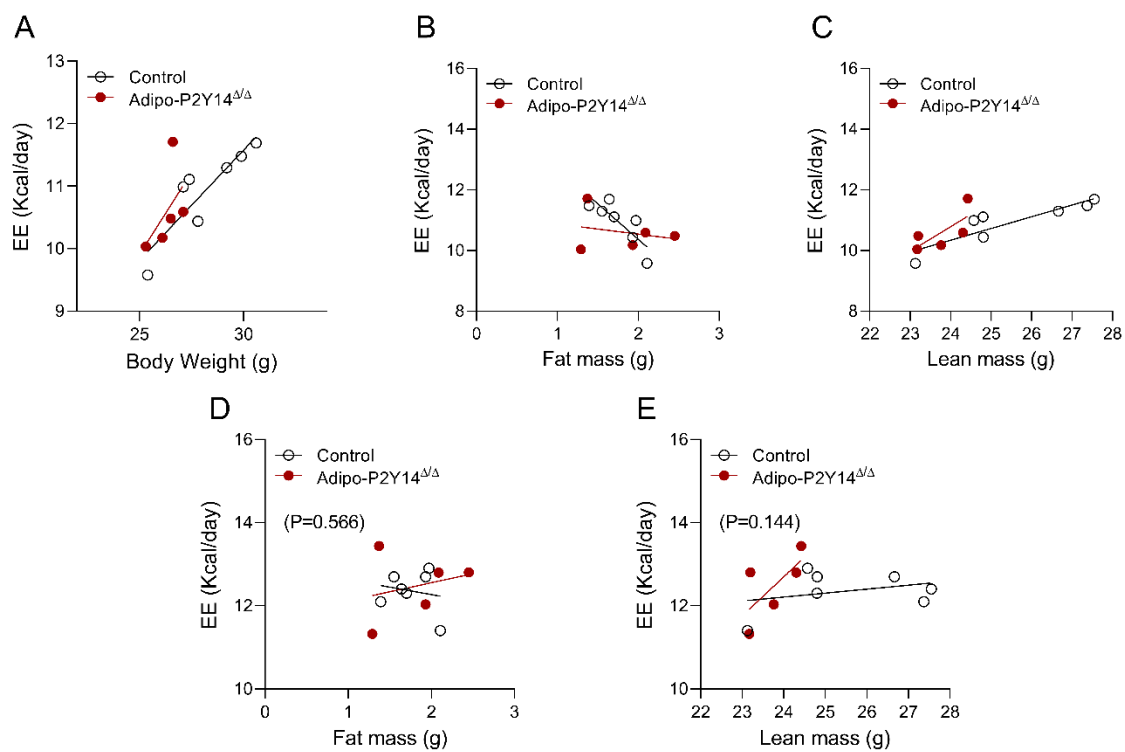 A
13
12
11
10
9
EE (Kcal/day)
Control
Adipo-P2Y14Δ/Δ
25
30
Body Weight (g)
B
16
14
12
10
8
6
EE (Kcal/day)
Control
Adipo-P2Y14Δ/Δ
0
1
2
3
Fat mass (g)
C
16
14
12
10
8
6
EE (Kcal/day)
Control
Adipo-P2Y14Δ/Δ
22 23 24 25 26 27 28
Lean mass (g)
D
16
14
12
10
EE (Kcal/day)
Control
Adipo-P2Y14Δ/Δ
(P=0.566)
0
1
2
3
Fat mass (g)
E
16
14
12
10
EE (Kcal/day)
Control
Adipo-P2Y14Δ/Δ
(P=0.144)
22 23 24 25 26 27 28
Lean mass (g)